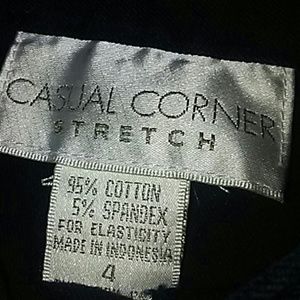 CASUAL CORNER
STRETCH
95% COTTON
5% SPANDEX
FOR ELASTICITY
MADE IN INDONESIA
4